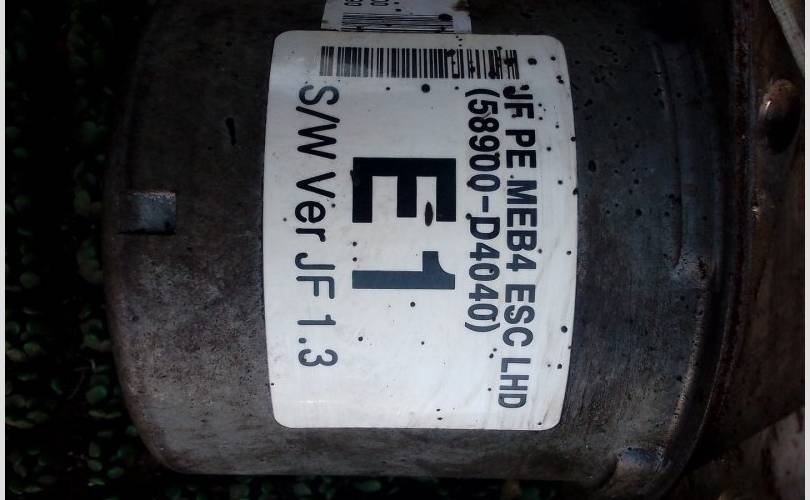 JF PE MEB4 ESC LHD
(58900-D4040)
E1
S/W Ver JF 1.3